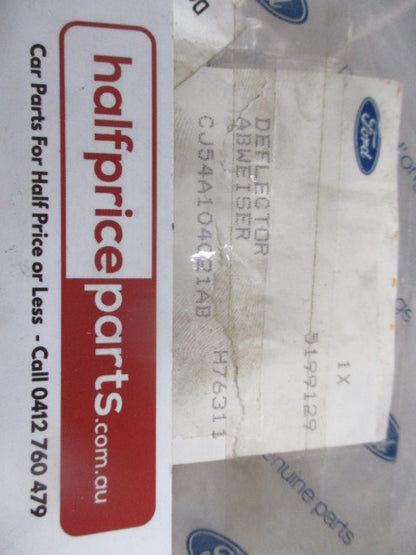 halfpriceparts.com.au
Car Parts For Half Price or Less - Call 0412 760 479
Ford
1X
5199129
DEFLECTOR
ABWEISER
CJ54A104C21AB H76311
genuine parts